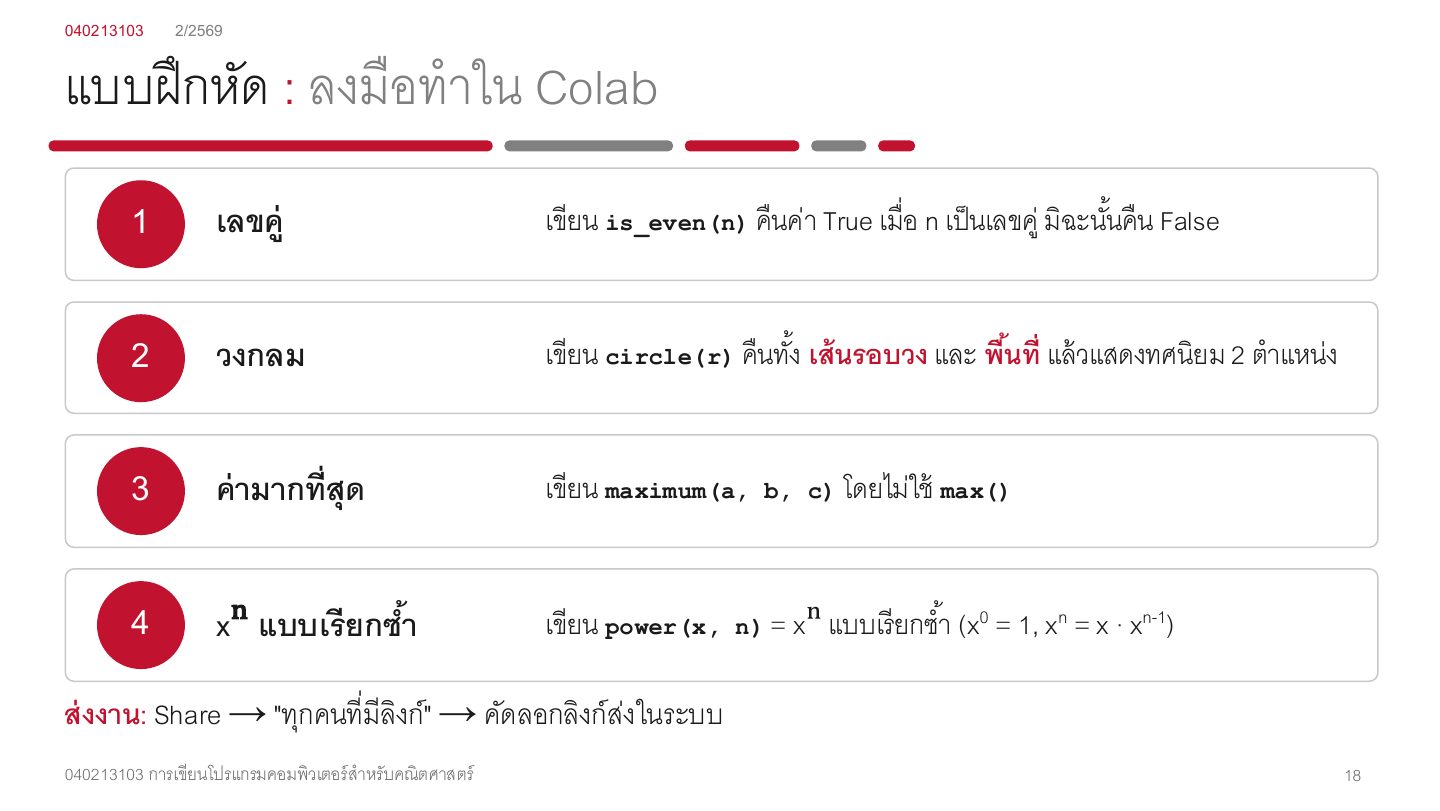 040213103 2/2569
แบบฝึกหัด : ลงมือทำใน Colab
1 เลขคู่ เขียน is_even(n) คืนค่า True เมื่อ n เป็นเลขคู่ มิฉะนั้นคืน False
2 วงกลม เขียน circle(r) คืนทั้ง เส้นรอบวง และ พื้นที่ แล้วแสดงทศนิยม 2 ตำแหน่ง
3 ค่ามากที่สุด เขียน maximum(a, b, c) โดยไม่ใช้ max()
4 xⁿ แบบเรียกซ้ำ เขียน power(x, n) = xⁿ แบบเรียกซ้ำ (x⁰ = 1, xⁿ = x · xⁿ⁻¹)
ส่งงาน: Share → "ทุกคนที่มีลิงก์" → คัดลอกลิงก์ส่งในระบบ
040213103 การเขียนโปรแกรมคอมพิวเตอร์สำหรับคณิตศาสตร์ 18